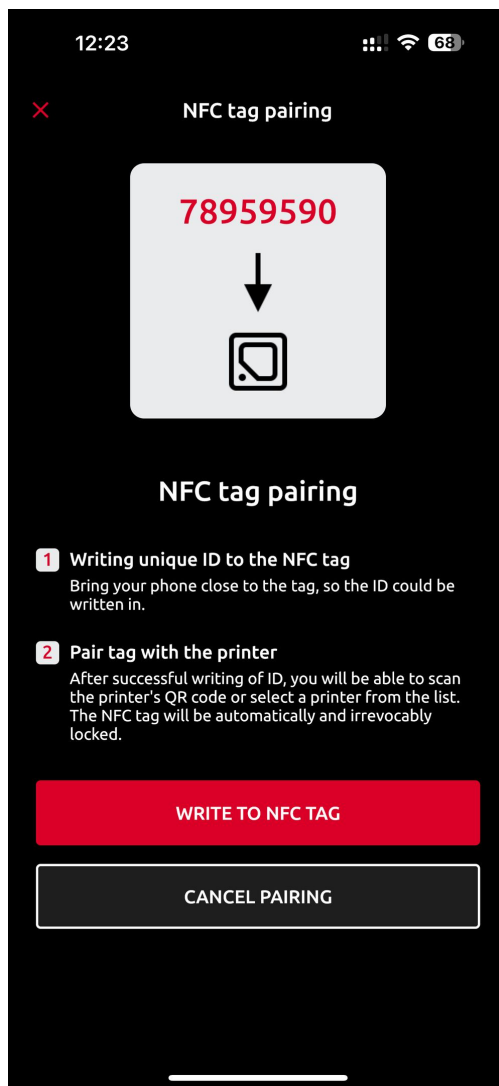 12:23
68
NFC tag pairing
78959590
NFC tag pairing
1 Writing unique ID to the NFC tag
Bring your phone close to the tag, so the ID could be
written in.
2 Pair tag with the printer
After successful writing of ID, you will be able to scan
the printer's QR code or select a printer from the list.
The NFC tag will be automatically and irrevocably
locked.
WRITE TO NFC TAG
CANCEL PAIRING